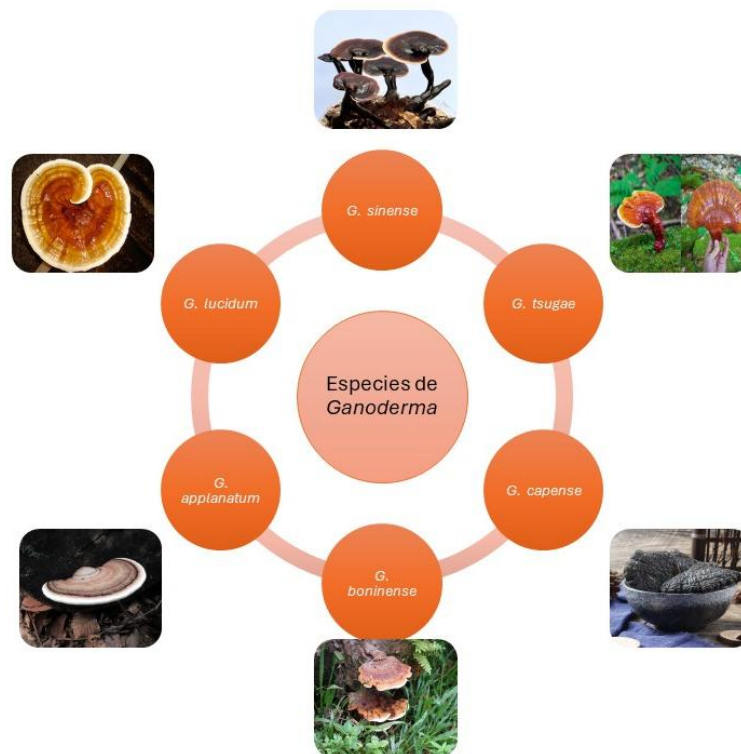 G. sinense
G. lucidum
G. tsugae
Especies de
Ganoderma
G.
applanatum
G. capense
G.
boninense